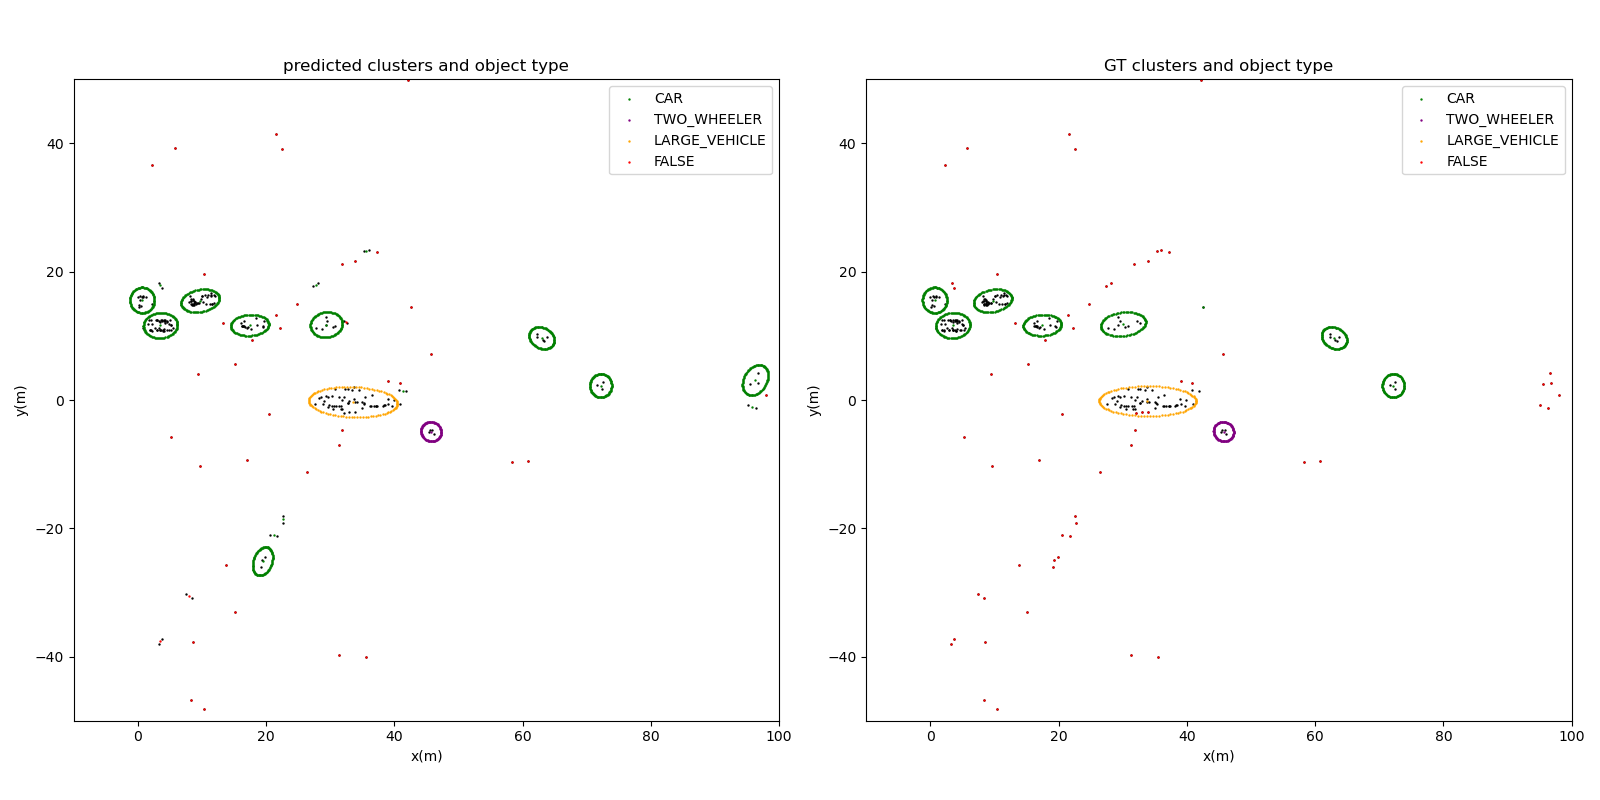 predicted clusters and object type
CAR
TWO_WHEELER
LARGE_VEHICLE
FALSE
40
20
0
−20
−40
y(m)
0 20 40 60 80 100
x(m)
GT clusters and object type
CAR
TWO_WHEELER
LARGE_VEHICLE
FALSE
40
20
0
−20
−40
y(m)
0 20 40 60 80 100
x(m)